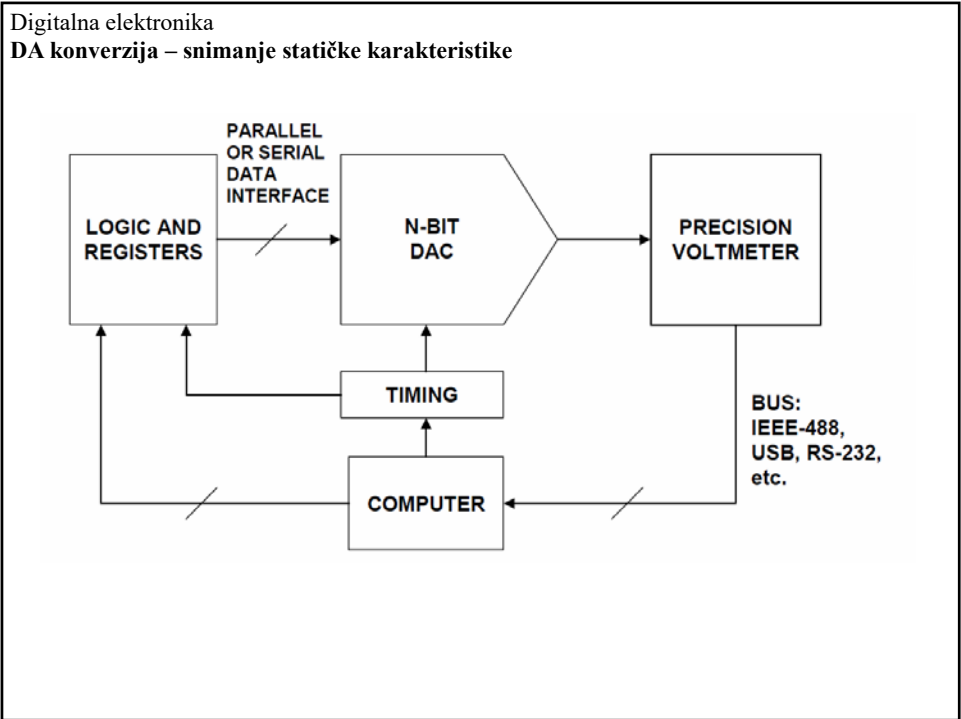 Digitalna elektronika
DA konverzija – snimanje statičke karakteristike
PARALLEL
OR SERIAL
DATA
INTERFACE
LOGIC AND
REGISTERS
N-BIT
DAC
PRECISION
VOLTMETER
TIMING
BUS:
IEEE-488,
USB, RS-232,
etc.
COMPUTER